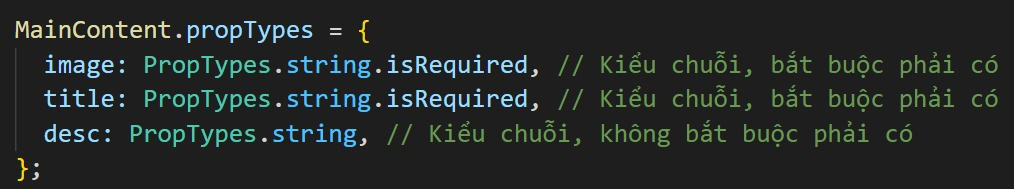 MainContent.propTypes = {
  image: PropTypes.string.isRequired, // Kiểu chuỗi, bắt buộc phải có
  title: PropTypes.string.isRequired, // Kiểu chuỗi, bắt buộc phải có
  desc: PropTypes.string, // Kiểu chuỗi, không bắt buộc phải có
};